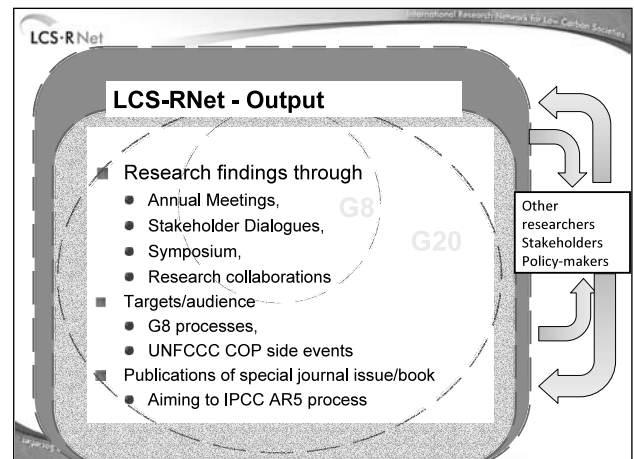 International Research Network for Low Carbon Societies
LCS-RNet
LCS-RNet - Output
Research findings through
Annual Meetings,
Stakeholder Dialogues,
Symposium,
Research collaborations
Targets/audience
G8 processes,
UNFCCC COP side events
Publications of special journal issue/book
Aiming to IPCC AR5 process
G8
G20
Other
researchers
Stakeholders
Policy-makers